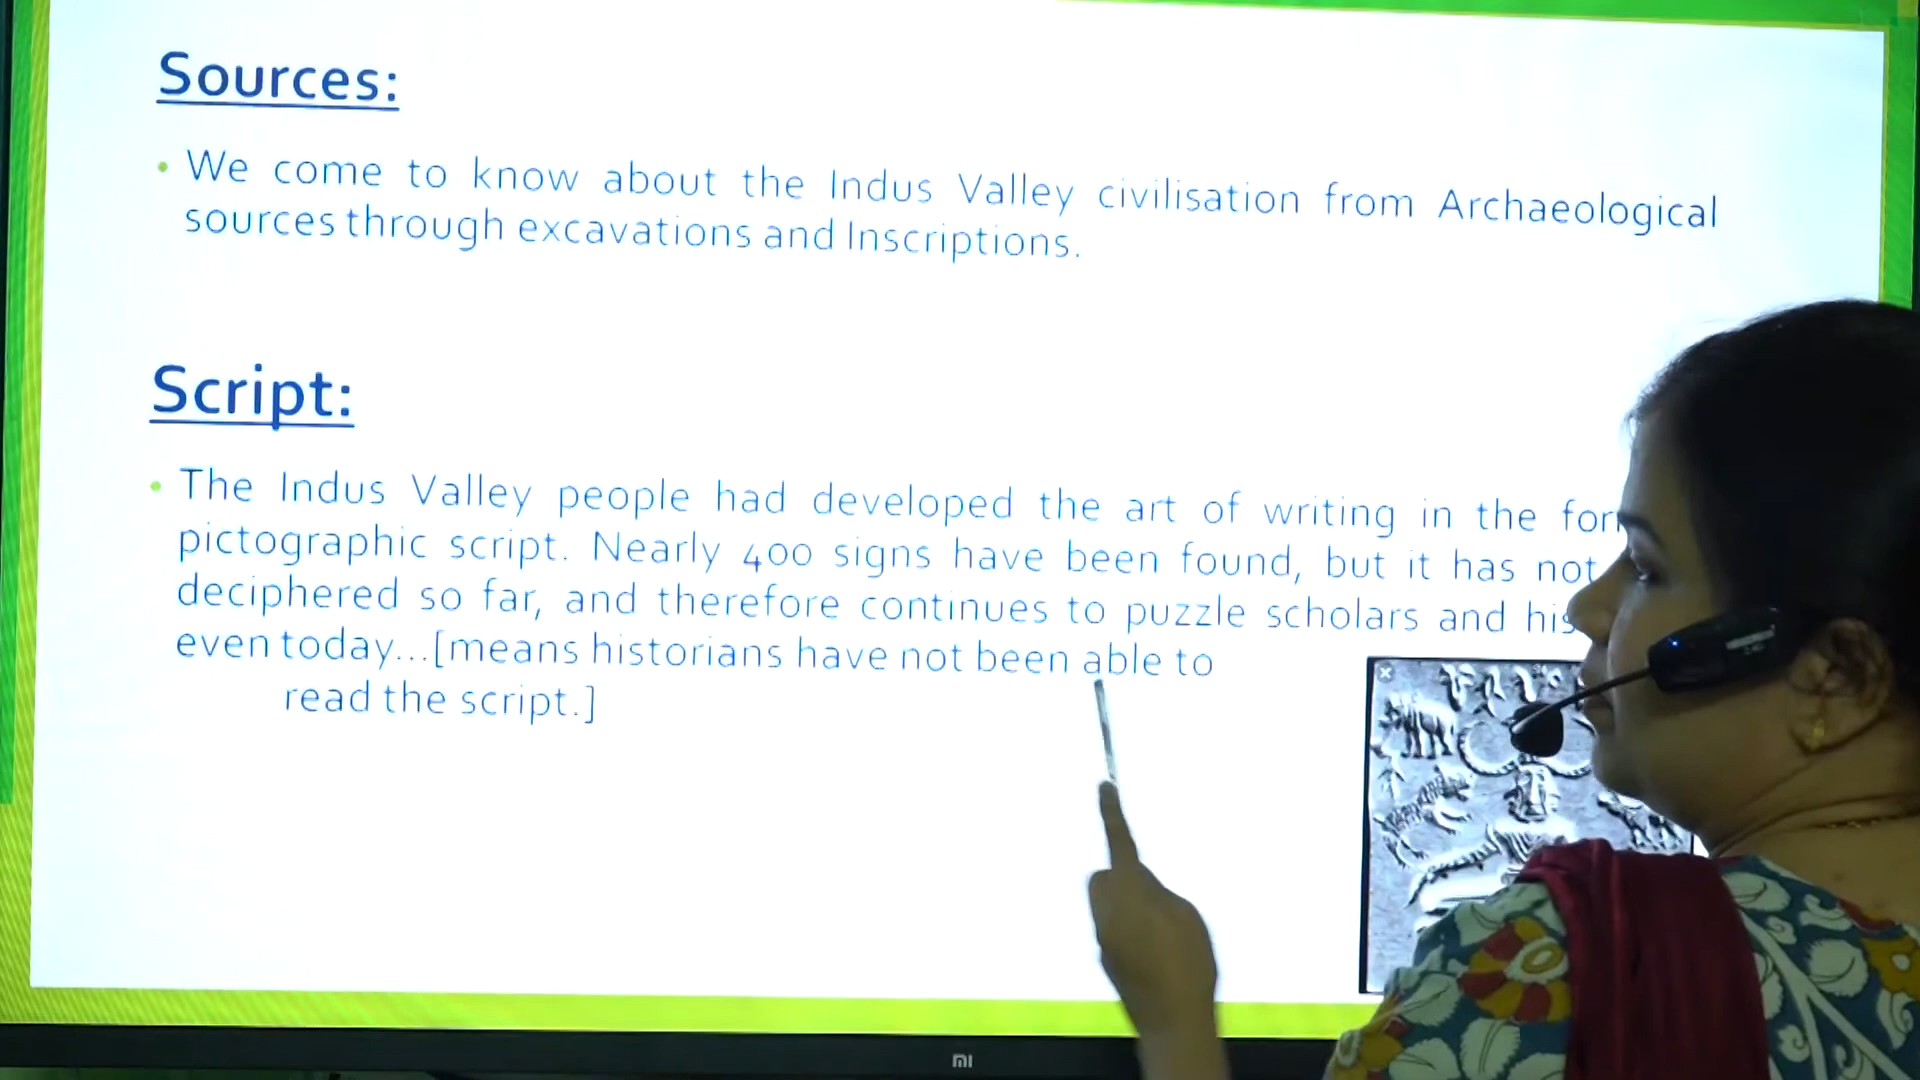 Sources:
• We come to know about the Indus Valley civilisation from Archaeological
sources through excavations and Inscriptions.
Script:
• The Indus Valley people had developed the art of writing in the
pictographic script. Nearly 400 signs have been found, but it has not
deciphered so far, and therefore continues to puzzle scholars and
even today...[means historians have not been able to
read the script.]
mi